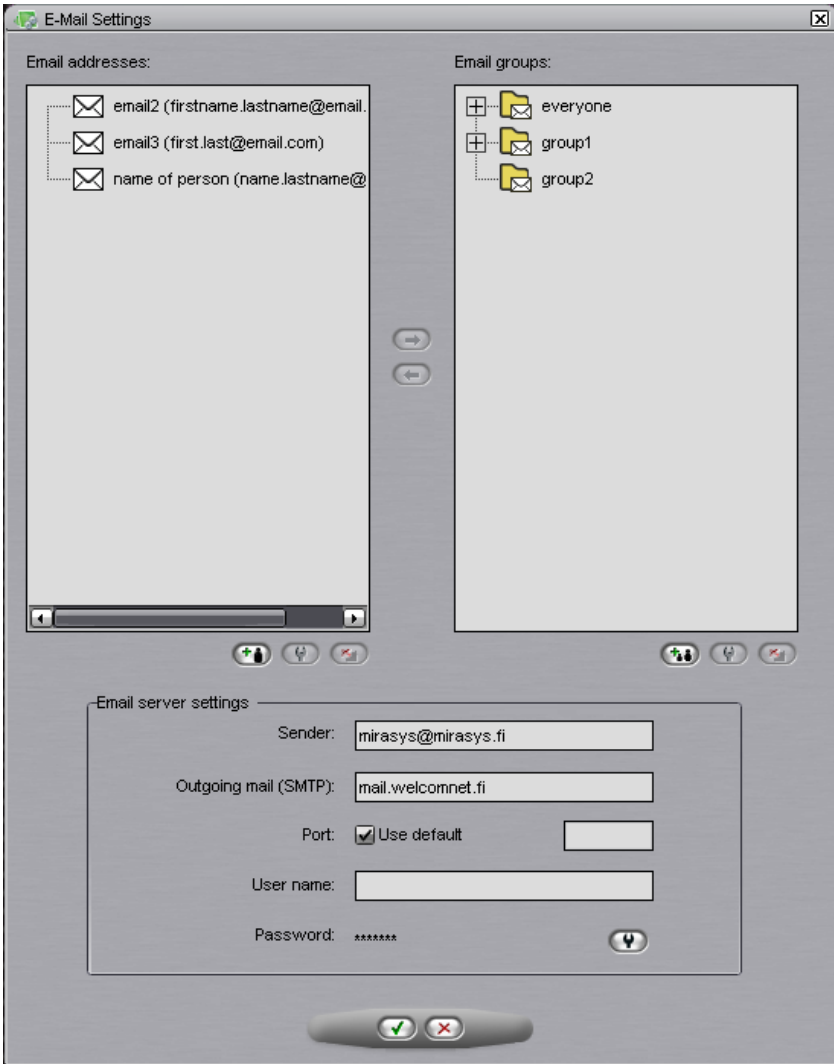 E-Mail Settings
Email addresses:
email2 (firstname.lastname@email.
email3 (first.last@email.com)
name of person (name.lastname@
Email groups:
everyone
group1
group2
Email server settings
Sender: mirasys@mirasys.fi
Outgoing mail (SMTP): mail.welcomnet.fi
Port: Use default
User name:
Password: *******